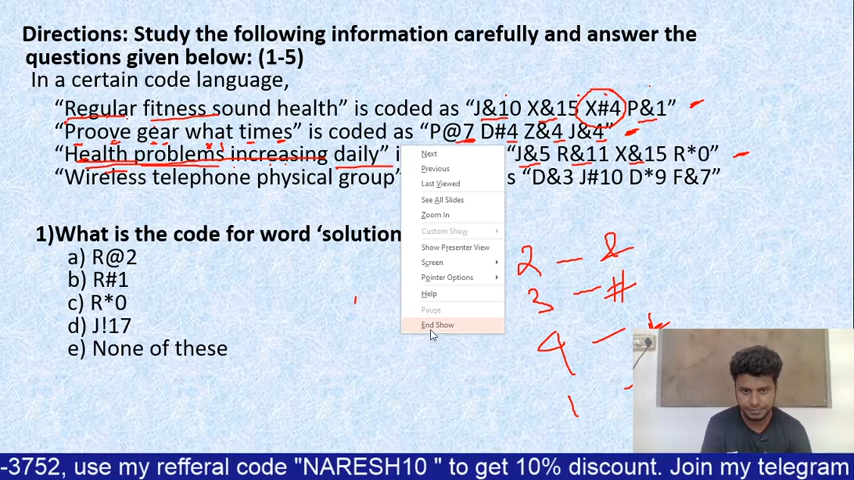 Directions: Study the following information carefully and answer the
questions given below: (1-5)
In a certain code language,
“Regular fitness sound health” is coded as “J&10 X&15 X#4 P&1”
“Proove gear what times” is coded as “P@7 D#4 Z&4 J&4”
“Health problems increasing daily” i “J&5 R&11 X&15 R*0”
“Wireless telephone physical group” s “D&3 J#10 D*9 F&7”
Next
Previous
Last Viewed
See All Slides
Zoom In
Custom Show
Show Presenter View
Screen
Pointer Options
Help
Pause
End Show
1)What is the code for word ‘solution
a) R@2
b) R#1
c) R*0
d) J!17
e) None of these
2 – &
3 – #
4 –
1
-3752, use my refferal code "NARESH10 " to get 10% discount. Join my telegram